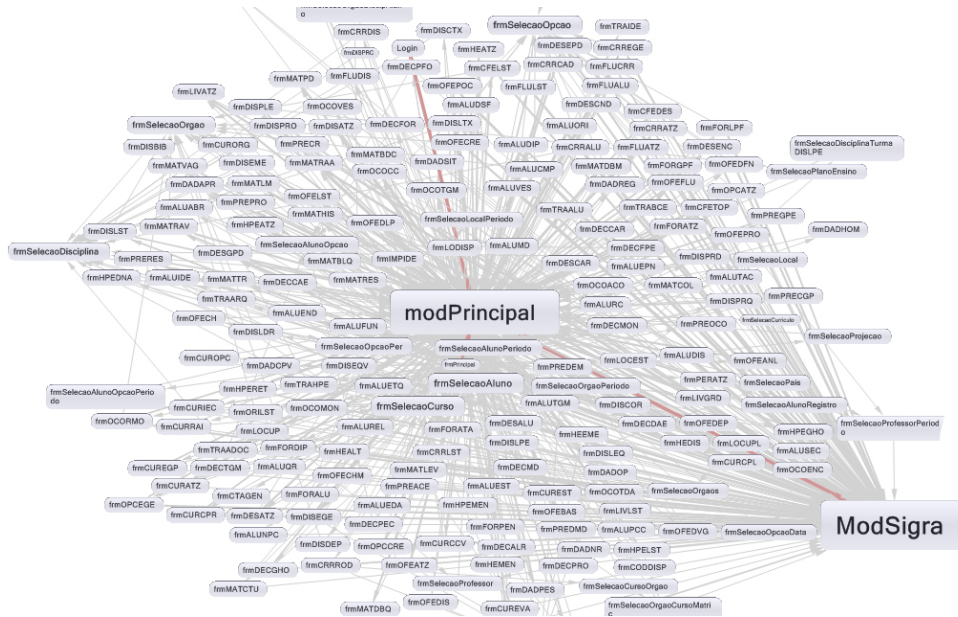 frmCRRDIS
frmDISCTX
frmSelecaoOpcao
frmTRAIDE
frmDISPRC
Login
frmHEATZ
frmDESEPD
frmCRREGE
frmDECPFO
frmCFELST
frmCRRCAD
frmFLUCRR
frmMATPD
frmFLUDIS
frmOFEPOC
frmFLULST
frmFLUALU
frmLIVATZ
frmDISPLE
frmOCOVES
frmALUDSF
frmDESCND
frmCFEDES
frmSelecaoOrgao
frmDISPRO
frmDISATZ
frmDECFOR
frmDISLTX
frmALUORI
frmCRRATZ
frmFORLPF
frmDISBIB
frmCURORG
frmPRECR
frmOFECRE
frmALUDIP
frmCRRALU
frmFLUATZ
frmDESENC
frmSelecaoDisciplinaTurma
DISLPE
frmMATVAG
frmDISEME
frmMATRAA
frmMATBDC
frmDADSIT
frmALUCMP
frmMATDBM
frmFORGPF
frmOFEDFN
frmSelecaoPlanoEnsino
frmDADAPR
frmMATLM
frmOCOCC
frmOCOTGM
frmALUVES
frmDADREG
frmOFEFLU
frmOPCATZ
frmALUABR
frmPREPRO
frmOFELST
frmMATHIS
frmTRAALU
frmTRABCE
frmCFETOP
frmPREGPE
frmDISLST
frmMATRAV
frmHPEATZ
frmOFEDLP
frmSelecaoLocalPeriodo
frmDECCAR
frmFORATZ
frmOFEPRO
frmDADHOM
frmSelecaoDisciplina
frmDESGPD
frmSelecaoAlunoOpcao
frmLODISP
frmALUMD
frmDECFPE
frmDISPRD
frmSelecaoLocal
frmPRERES
frmMATBLQ
frmIMPIDE
frmDESCAR
frmALUEPN
frmHPEDNA
frmALUIDE
frmMATTR
frmDECCAE
frmMATRES
frmOCOACO
frmMATCOL
frmALUTAC
frmPRECGP
frmTRAARQ
modPrincipal
frmALURC
frmDISPRQ
frmOFECH
frmALUEND
frmALUFUN
frmDECMON
frmPREOCO
frmSelecaoCurriculo
frmDISLDR
frmSelecaoProjecao
frmSelecaoOpcaoPer
frmSelecaoAlunoPeriodo
frmCUROPC
frmDADCPV
frmDISEQV
frmPrincipal
frmPREDEM
frmLOCEST
frmALUDIS
frmOFEANL
frmSelecaoAlunoOpcaoPerio
do
frmHPERET
frmTRAHPE
frmALUETQ
frmSelecaoAluno
frmSelecaoOrgaoPeriodo
frmPERATZ
frmSelecaoPais
frmCURIEC
frmORILST
frmOCOMON
frmSelecaoCurso
frmALUTGM
frmDISCOR
frmLIVGRD
frmSelecaoAlunoRegistro
frmOCORMO
frmCURRAI
frmLOCUP
frmALUREL
frmFORATA
frmDESALU
frmDECDAE
frmOFEDEP
frmHPEGHO
frmSelecaoProfessorPeriod
o
frmTRAADOC
frmFORDIP
frmHEALT
frmCRRLST
frmDISLPE
frmHEEME
frmHEDIS
frmLOCUPL
frmALUSEC
frmCUREGP
frmDECTGM
frmALUQR
frmOFECHM
frmMATLEV
frmDECMD
frmDISLEQ
frmDADOP
frmCURCPL
frmOCOENC
frmCURATZ
frmPREACE
frmALUEST
frmCUREST
frmOCOTDA
frmSelecaoOrgaos
frmOPCEGE
frmCTAGEN
frmFORALU
frmALUEDA
frmHPEMEN
frmOFEBAS
frmLIVLST
frmCURCPR
frmDESATZ
frmDISEGE
frmDECPEC
frmFORPEN
frmPREDMD
frmALUPCC
frmOFEDVG
frmSelecaoOpcaoData
ModSigra
frmALUNPC
frmDISDEP
frmOPCCRE
frmCURCCV
frmDECALR
frmDADNR
frmHPELST
frmDECGHO
frmCRRROD
frmOFEATZ
frmHEMEN
frmDECPRO
frmCODDISP
frmMATCTU
frmSelecaoProfessor
frmDADPES
frmSelecaoCursoOrgao
frmMATDBQ
frmOFEDIS
frmCUREVA
frmSelecaoOrgaoCursoMatri
c